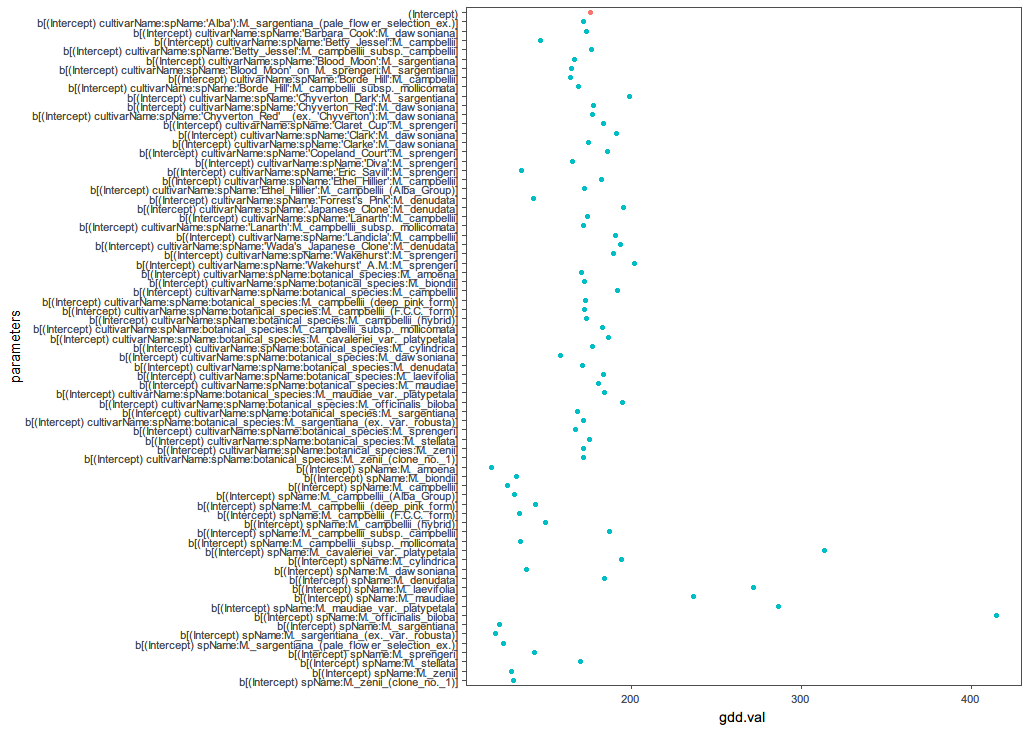 (Intercept)
b[(Intercept) cultivarName:spName:'Alba'):M._sargentiana_(pale_flower_selection_ex.)]
b[(Intercept) cultivarName:spName:'Barbara_Cook':M._dawsoniana]
b[(Intercept) cultivarName:spName:'Betty_Jessel':M._campbellii]
b[(Intercept) cultivarName:spName:'Betty_Jessel':M._campbellii_subsp._campbellii]
b[(Intercept) cultivarName:spName:'Blood_Moon':M._sargentiana]
b[(Intercept) cultivarName:spName:'Blood_Moon'_on_M._sprengeri:M._sargentiana]
b[(Intercept) cultivarName:spName:'Borde_Hill':M._campbellii]
b[(Intercept) cultivarName:spName:'Borde_Hill':M._campbellii_subsp._mollicomata]
b[(Intercept) cultivarName:spName:'Chyverton_Dark':M._sargentiana]
b[(Intercept) cultivarName:spName:'Chyverton_Red':M._dawsoniana]
b[(Intercept) cultivarName:spName:'Chyverton_Red'__(ex._'Chyverton'):M._dawsoniana]
b[(Intercept) cultivarName:spName:'Claret_Cup':M._sprengeri]
b[(Intercept) cultivarName:spName:'Clark':M._dawsoniana]
b[(Intercept) cultivarName:spName:'Clarke':M._dawsoniana]
b[(Intercept) cultivarName:spName:'Copeland_Court':M._sprengeri]
b[(Intercept) cultivarName:spName:'Diva':M._sprengeri]
b[(Intercept) cultivarName:spName:'Eric_Savill':M._sprengeri]
b[(Intercept) cultivarName:spName:'Ethel_Hillier':M._campbellii]
b[(Intercept) cultivarName:spName:'Ethel_Hillier':M._campbellii_(Alba_Group)]
b[(Intercept) cultivarName:spName:'Forrest's_Pink':M._denudata]
b[(Intercept) cultivarName:spName:'Japanese_Clone':M._denudata]
b[(Intercept) cultivarName:spName:'Lanarth':M._campbellii]
b[(Intercept) cultivarName:spName:'Lanarth':M._campbellii_subsp._mollicomata]
b[(Intercept) cultivarName:spName:'Landicla':M._campbellii]
b[(Intercept) cultivarName:spName:'Wada's_Japanese_Clone':M._denudata]
b[(Intercept) cultivarName:spName:'Wakehurst':M._sprengeri]
b[(Intercept) cultivarName:spName:'Wakehurst'_A.M.:M._sprengeri]
b[(Intercept) cultivarName:spName:botanical_species:M._amoena]
b[(Intercept) cultivarName:spName:botanical_species:M._biondii]
b[(Intercept) cultivarName:spName:botanical_species:M._campbellii]
b[(Intercept) cultivarName:spName:botanical_species:M._campbellii_(deep_pink_form)]
b[(Intercept) cultivarName:spName:botanical_species:M._campbellii_(F.C.C._form)]
b[(Intercept) cultivarName:spName:botanical_species:M._campbellii_(hybrid)]
b[(Intercept) cultivarName:spName:botanical_species:M._campbellii_subsp._mollicomata]
b[(Intercept) cultivarName:spName:botanical_species:M._cavaleriei_var._platypetala]
b[(Intercept) cultivarName:spName:botanical_species:M._cylindrica]
b[(Intercept) cultivarName:spName:botanical_species:M._dawsoniana]
b[(Intercept) cultivarName:spName:botanical_species:M._denudata]
b[(Intercept) cultivarName:spName:botanical_species:M._laevifolia]
b[(Intercept) cultivarName:spName:botanical_species:M._maudiae]
b[(Intercept) cultivarName:spName:botanical_species:M._maudiae_var._platypetala]
b[(Intercept) cultivarName:spName:botanical_species:M._officinalis_biloba]
b[(Intercept) cultivarName:spName:botanical_species:M._sargentiana]
b[(Intercept) cultivarName:spName:botanical_species:M._sargentiana_(ex._var._robusta)]
b[(Intercept) cultivarName:spName:botanical_species:M._sprengeri]
b[(Intercept) cultivarName:spName:botanical_species:M._stellata]
b[(Intercept) cultivarName:spName:botanical_species:M._zenii]
b[(Intercept) cultivarName:spName:botanical_species:M._zenii_(clone_no._1)]
b[(Intercept) spName:M._amoena]
b[(Intercept) spName:M._biondii]
b[(Intercept) spName:M._campbellii]
b[(Intercept) spName:M._campbellii_(Alba_Group)]
b[(Intercept) spName:M._campbellii_(deep_pink_form)]
b[(Intercept) spName:M._campbellii_(F.C.C._form)]
b[(Intercept) spName:M._campbellii_(hybrid)]
b[(Intercept) spName:M._campbellii_subsp._campbellii]
b[(Intercept) spName:M._campbellii_subsp._mollicomata]
b[(Intercept) spName:M._cavaleriei_var._platypetala]
b[(Intercept) spName:M._cylindrica]
b[(Intercept) spName:M._dawsoniana]
b[(Intercept) spName:M._denudata]
b[(Intercept) spName:M._laevifolia]
b[(Intercept) spName:M._maudiae]
b[(Intercept) spName:M._maudiae_var._platypetala]
b[(Intercept) spName:M._officinalis_biloba]
b[(Intercept) spName:M._sargentiana]
b[(Intercept) spName:M._sargentiana_(ex._var._robusta)]
b[(Intercept) spName:M._sargentiana_(pale_flower_selection_ex.)]
b[(Intercept) spName:M._sprengeri]
b[(Intercept) spName:M._stellata]
b[(Intercept) spName:M._zenii]
b[(Intercept) spName:M._zenii_(clone_no._1)]
parameters
200
300
400
gdd.val